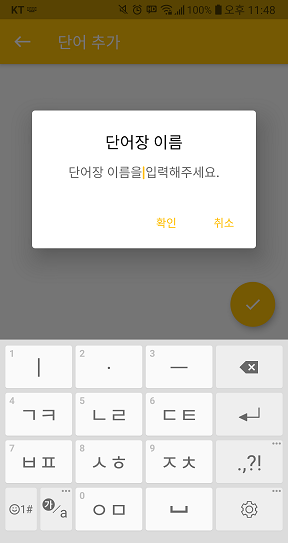 KT 100% 오후 11:48
단어 추가
단어장 이름
단어장 이름을 입력해주세요.
확인 취소
1 ㅣ 2 · 3 ㅡ
4 ㄱㅋ 5 ㄴㄹ 6 ㄷㅌ
7 ㅂㅍ 8 ㅅㅎ 9 ㅈㅊ .,?!
☺1# 가/a 0 ㅇㅁ